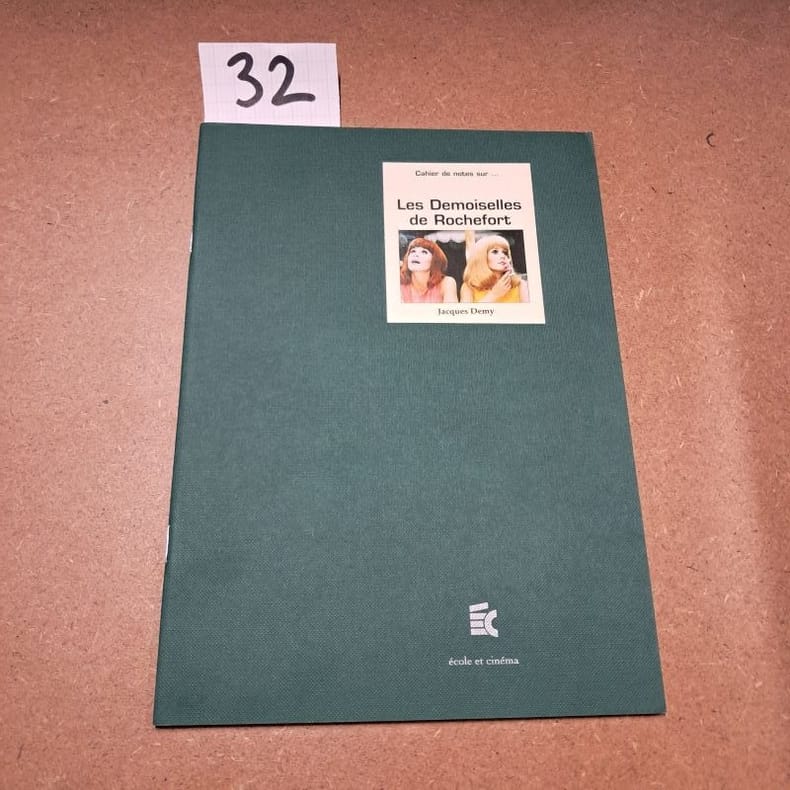 32
Cahier de notes sur ...
Les Demoiselles
de Rochefort
Jacques Demy
école et cinéma